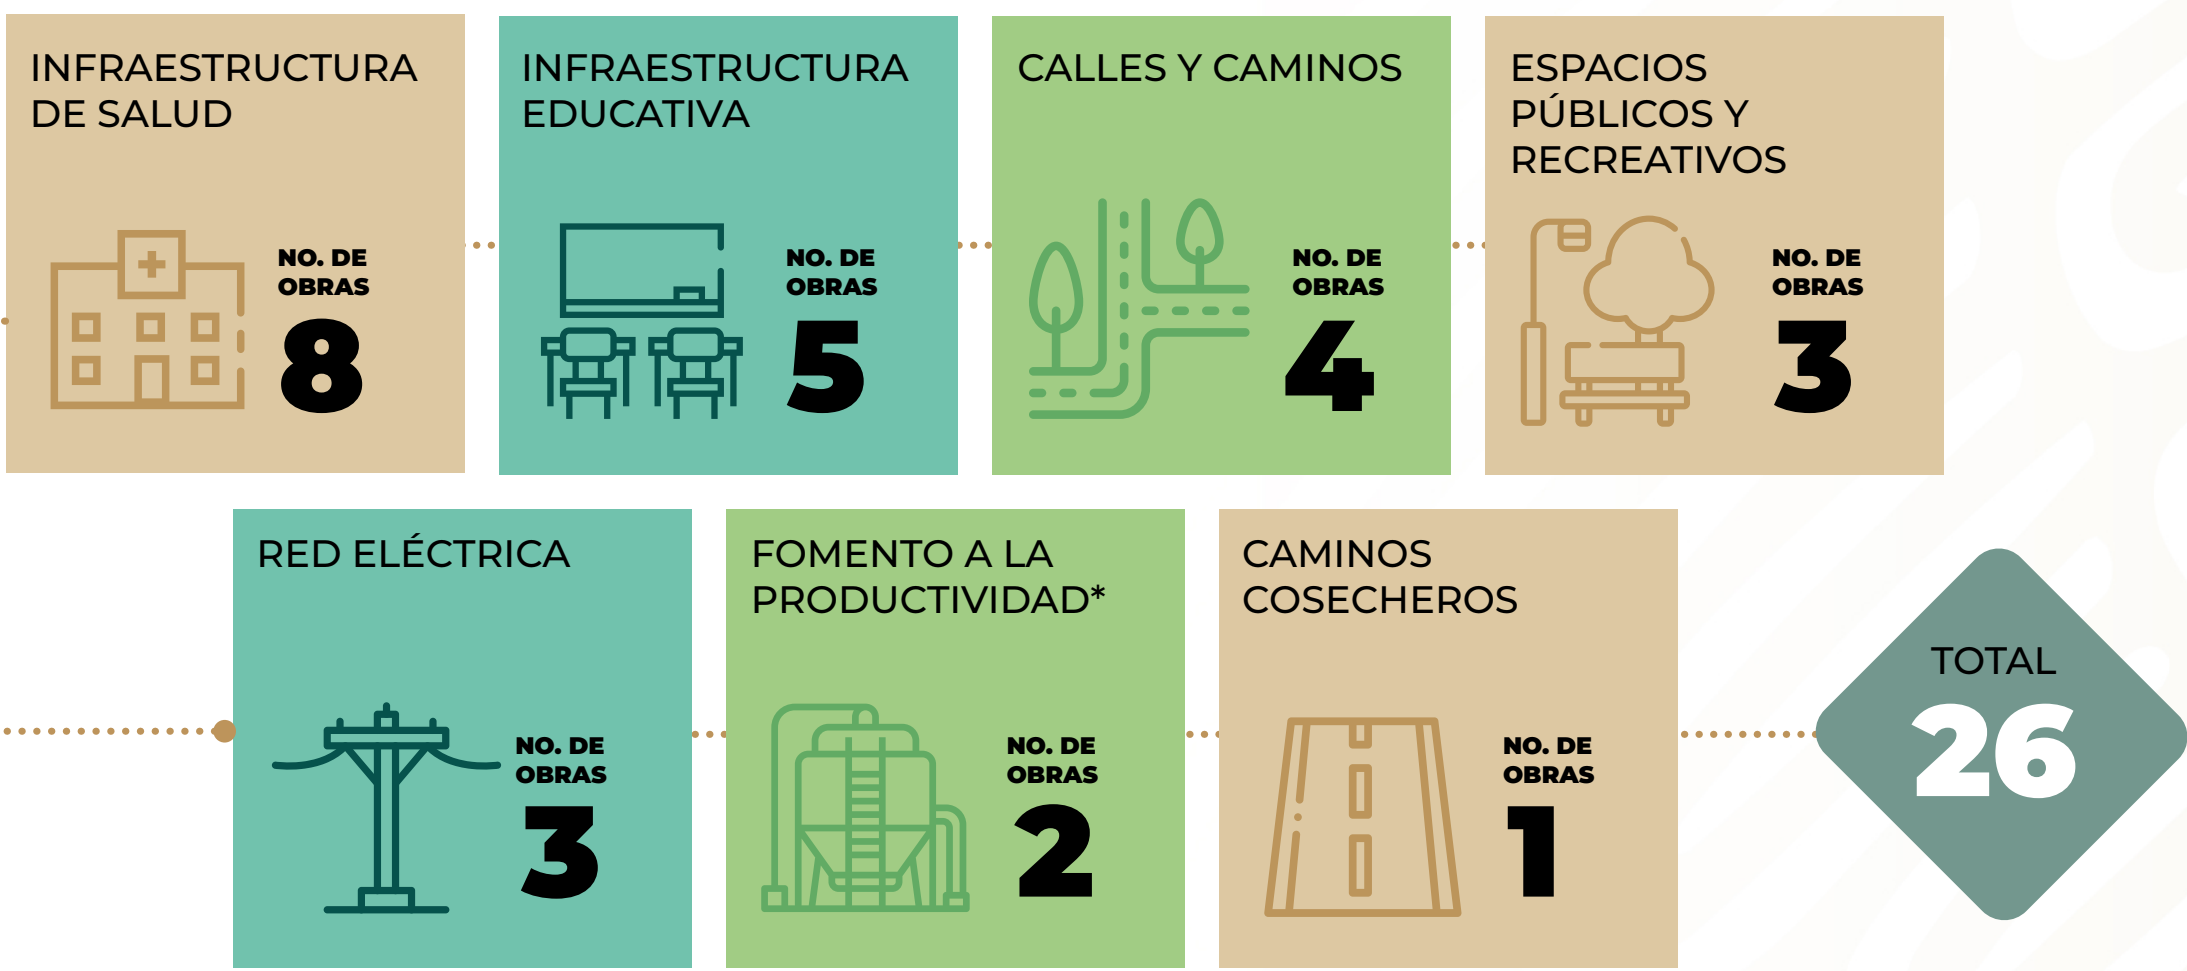 INFRAESTRUCTURA
DE SALUD
NO. DE
OBRAS
8
INFRAESTRUCTURA
EDUCATIVA
NO. DE
OBRAS
5
CALLES Y CAMINOS
NO. DE
OBRAS
4
ESPACIOS
PÚBLICOS Y
RECREATIVOS
NO. DE
OBRAS
3
RED ELÉCTRICA
NO. DE
OBRAS
3
FOMENTO A LA
PRODUCTIVIDAD*
NO. DE
OBRAS
2
CAMINOS
COSECHEROS
NO. DE
OBRAS
1
TOTAL
26